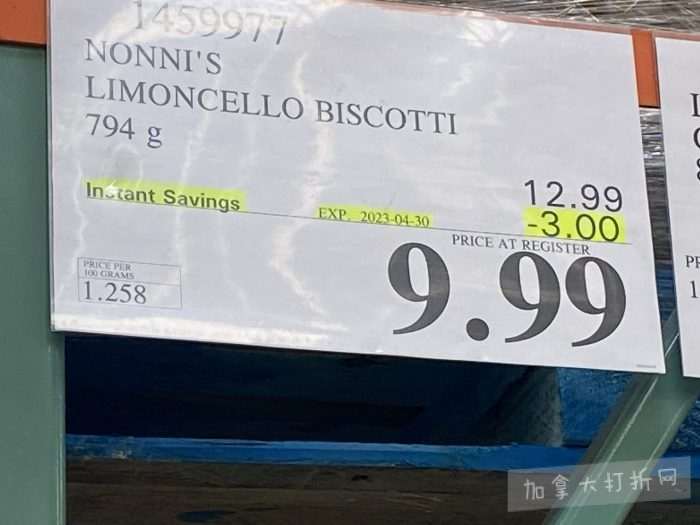 1459977
NONNI'S
LIMONCELLO BISCOTTI
794 g
12.99
Instant Savings EXP. 2023-04-30 -3.00
PRICE AT REGISTER
9.99
PRICE PER
100 GRAMS
1.258
加拿大打折网